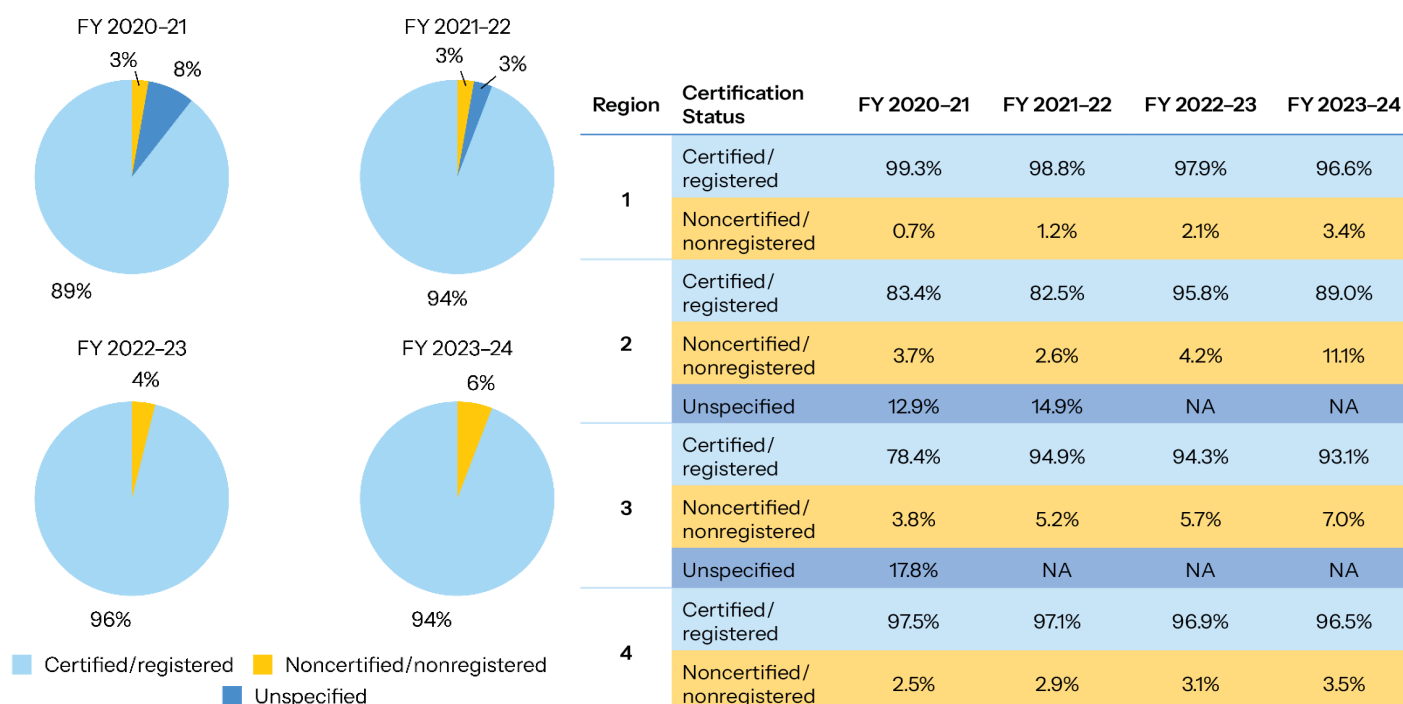 FY 2020–21
3%
8%
89%
FY 2021–22
3%
3%
94%
FY 2022–23
4%
96%
FY 2023–24
6%
94%
Certified/registered
Noncertified/nonregistered
Unspecified
Region
Certification
Status
FY 2020–21
FY 2021–22
FY 2022–23
FY 2023–24
1
Certified/
registered
99.3%
98.8%
97.9%
96.6%
Noncertified/
nonregistered
0.7%
1.2%
2.1%
3.4%
2
Certified/
registered
83.4%
82.5%
95.8%
89.0%
Noncertified/
nonregistered
3.7%
2.6%
4.2%
11.1%
Unspecified
12.9%
14.9%
NA
NA
3
Certified/
registered
78.4%
94.9%
94.3%
93.1%
Noncertified/
nonregistered
3.8%
5.2%
5.7%
7.0%
Unspecified
17.8%
NA
NA
NA
4
Certified/
registered
97.5%
97.1%
96.9%
96.5%
Noncertified/
nonregistered
2.5%
2.9%
3.1%
3.5%